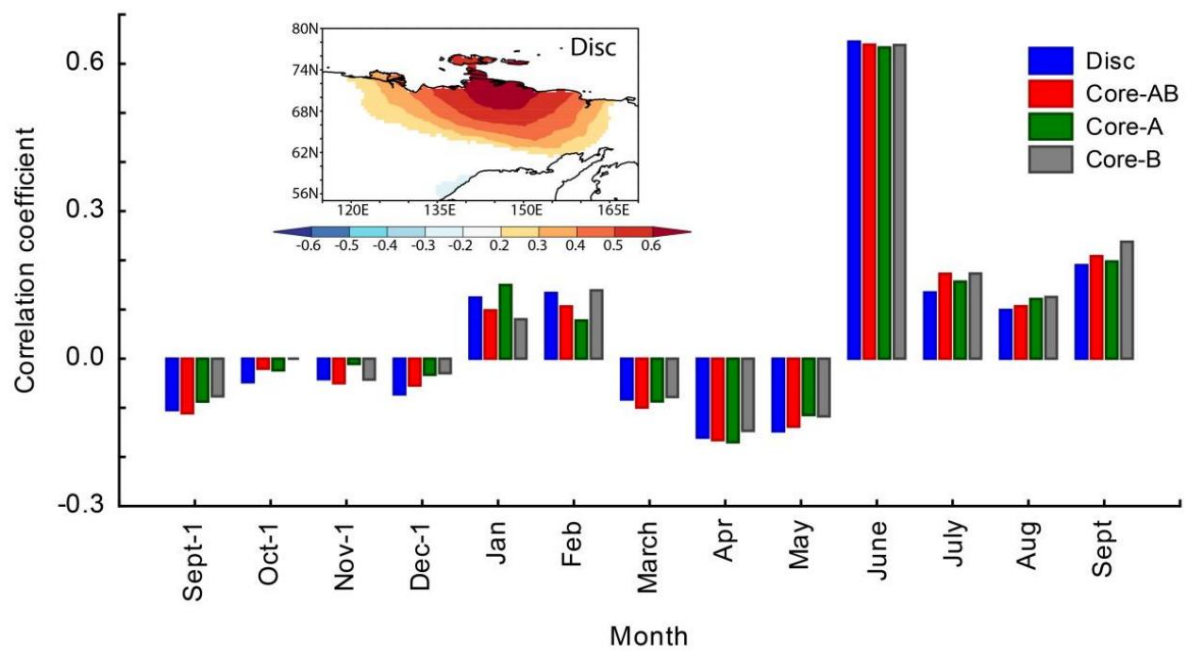 80N
74N
68N
62N
56N
Disc
120E 135E 150E 165E
-0.6 -0.5 -0.4 -0.3 -0.2 0.2 0.3 0.4 0.5 0.6
Disc
Core-AB
Core-A
Core-B
Correlation coefficient
0.6
0.3
0.0
-0.3
Sept-1 Oct-1 Nov-1 Dec-1 Jan Feb March Apr May June July Aug Sept
Month